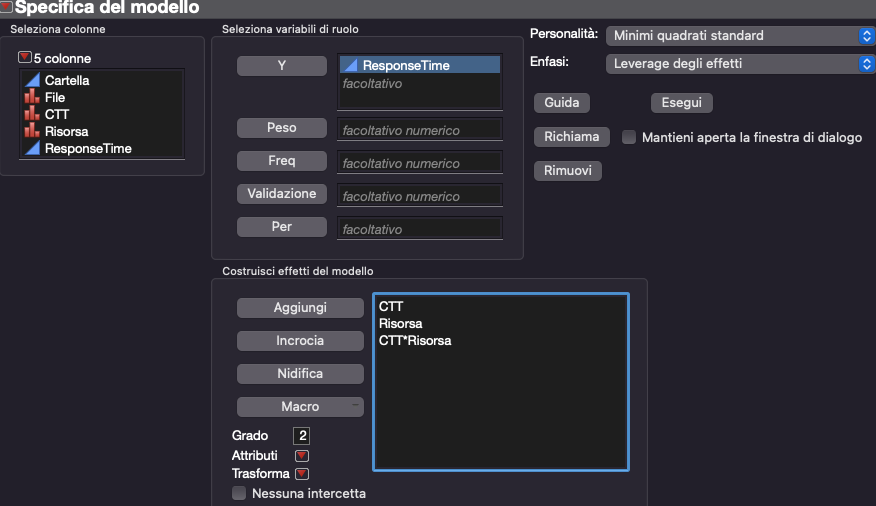 Specifica del modello
Seleziona colonne
5 colonne
Cartella
File
CTT
Risorsa
ResponseTime
Seleziona variabili di ruolo
Y
ResponseTime
facoltativo
Peso
facoltativo numerico
Freq
facoltativo numerico
Validazione
facoltativo numerico
Per
facoltativo
Personalità:
Minimi quadrati standard
Enfasi:
Leverage degli effetti
Guida
Esegui
Richiama
Mantieni aperta la finestra di dialogo
Rimuovi
Costruisci effetti del modello
Aggiungi
Incrocia
Nidifica
Macro
CTT
Risorsa
CTT*Risorsa
Grado 2
Attributi
Trasforma
Nessuna intercetta